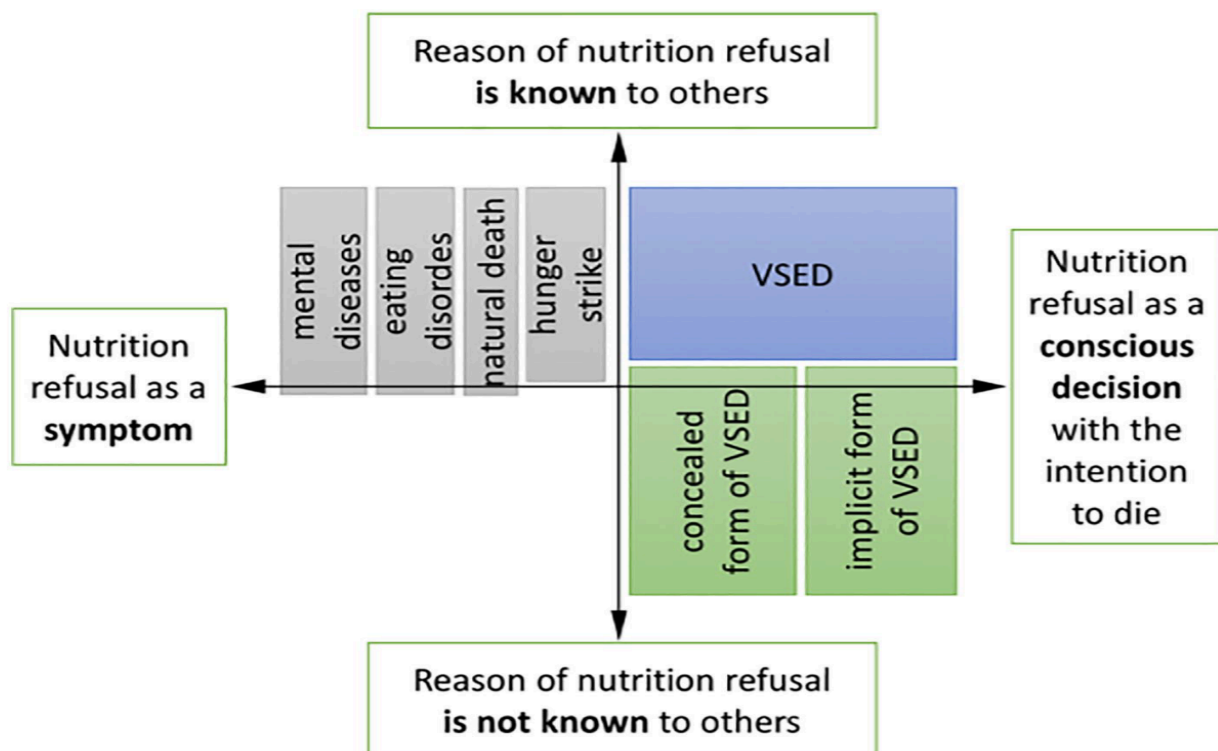 Reason of nutrition refusal
is known to others
mental
diseases
eating
disordes
natural death
hunger
strike
VSED
Nutrition
refusal as a
symptom
Nutrition
refusal as a
conscious
decision
with the
intention
to die
concealed
form of VSED
implicit form
of VSED
Reason of nutrition refusal
is not known to others